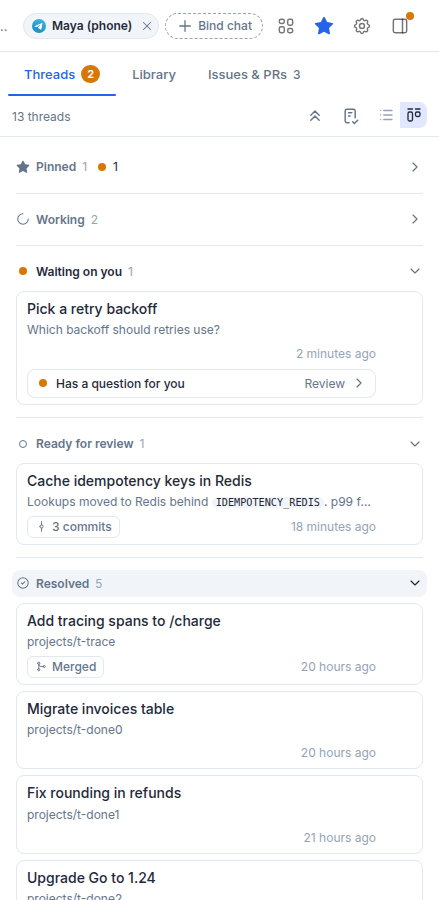 ..
Maya (phone)
Bind chat
Threads 2
Library
Issues & PRs 3
13 threads
Pinned 1 1
Working 2
Waiting on you 1
Pick a retry backoff
Which backoff should retries use?
2 minutes ago
Has a question for you
Review
Ready for review 1
Cache idempotency keys in Redis
Lookups moved to Redis behind IDEMPOTENCY_REDIS . p99 f...
3 commits
18 minutes ago
Resolved 5
Add tracing spans to /charge
projects/t-trace
Merged
20 hours ago
Migrate invoices table
projects/t-done0
20 hours ago
Fix rounding in refunds
projects/t-done1
21 hours ago
Upgrade Go to 1.24
projects/t-done2